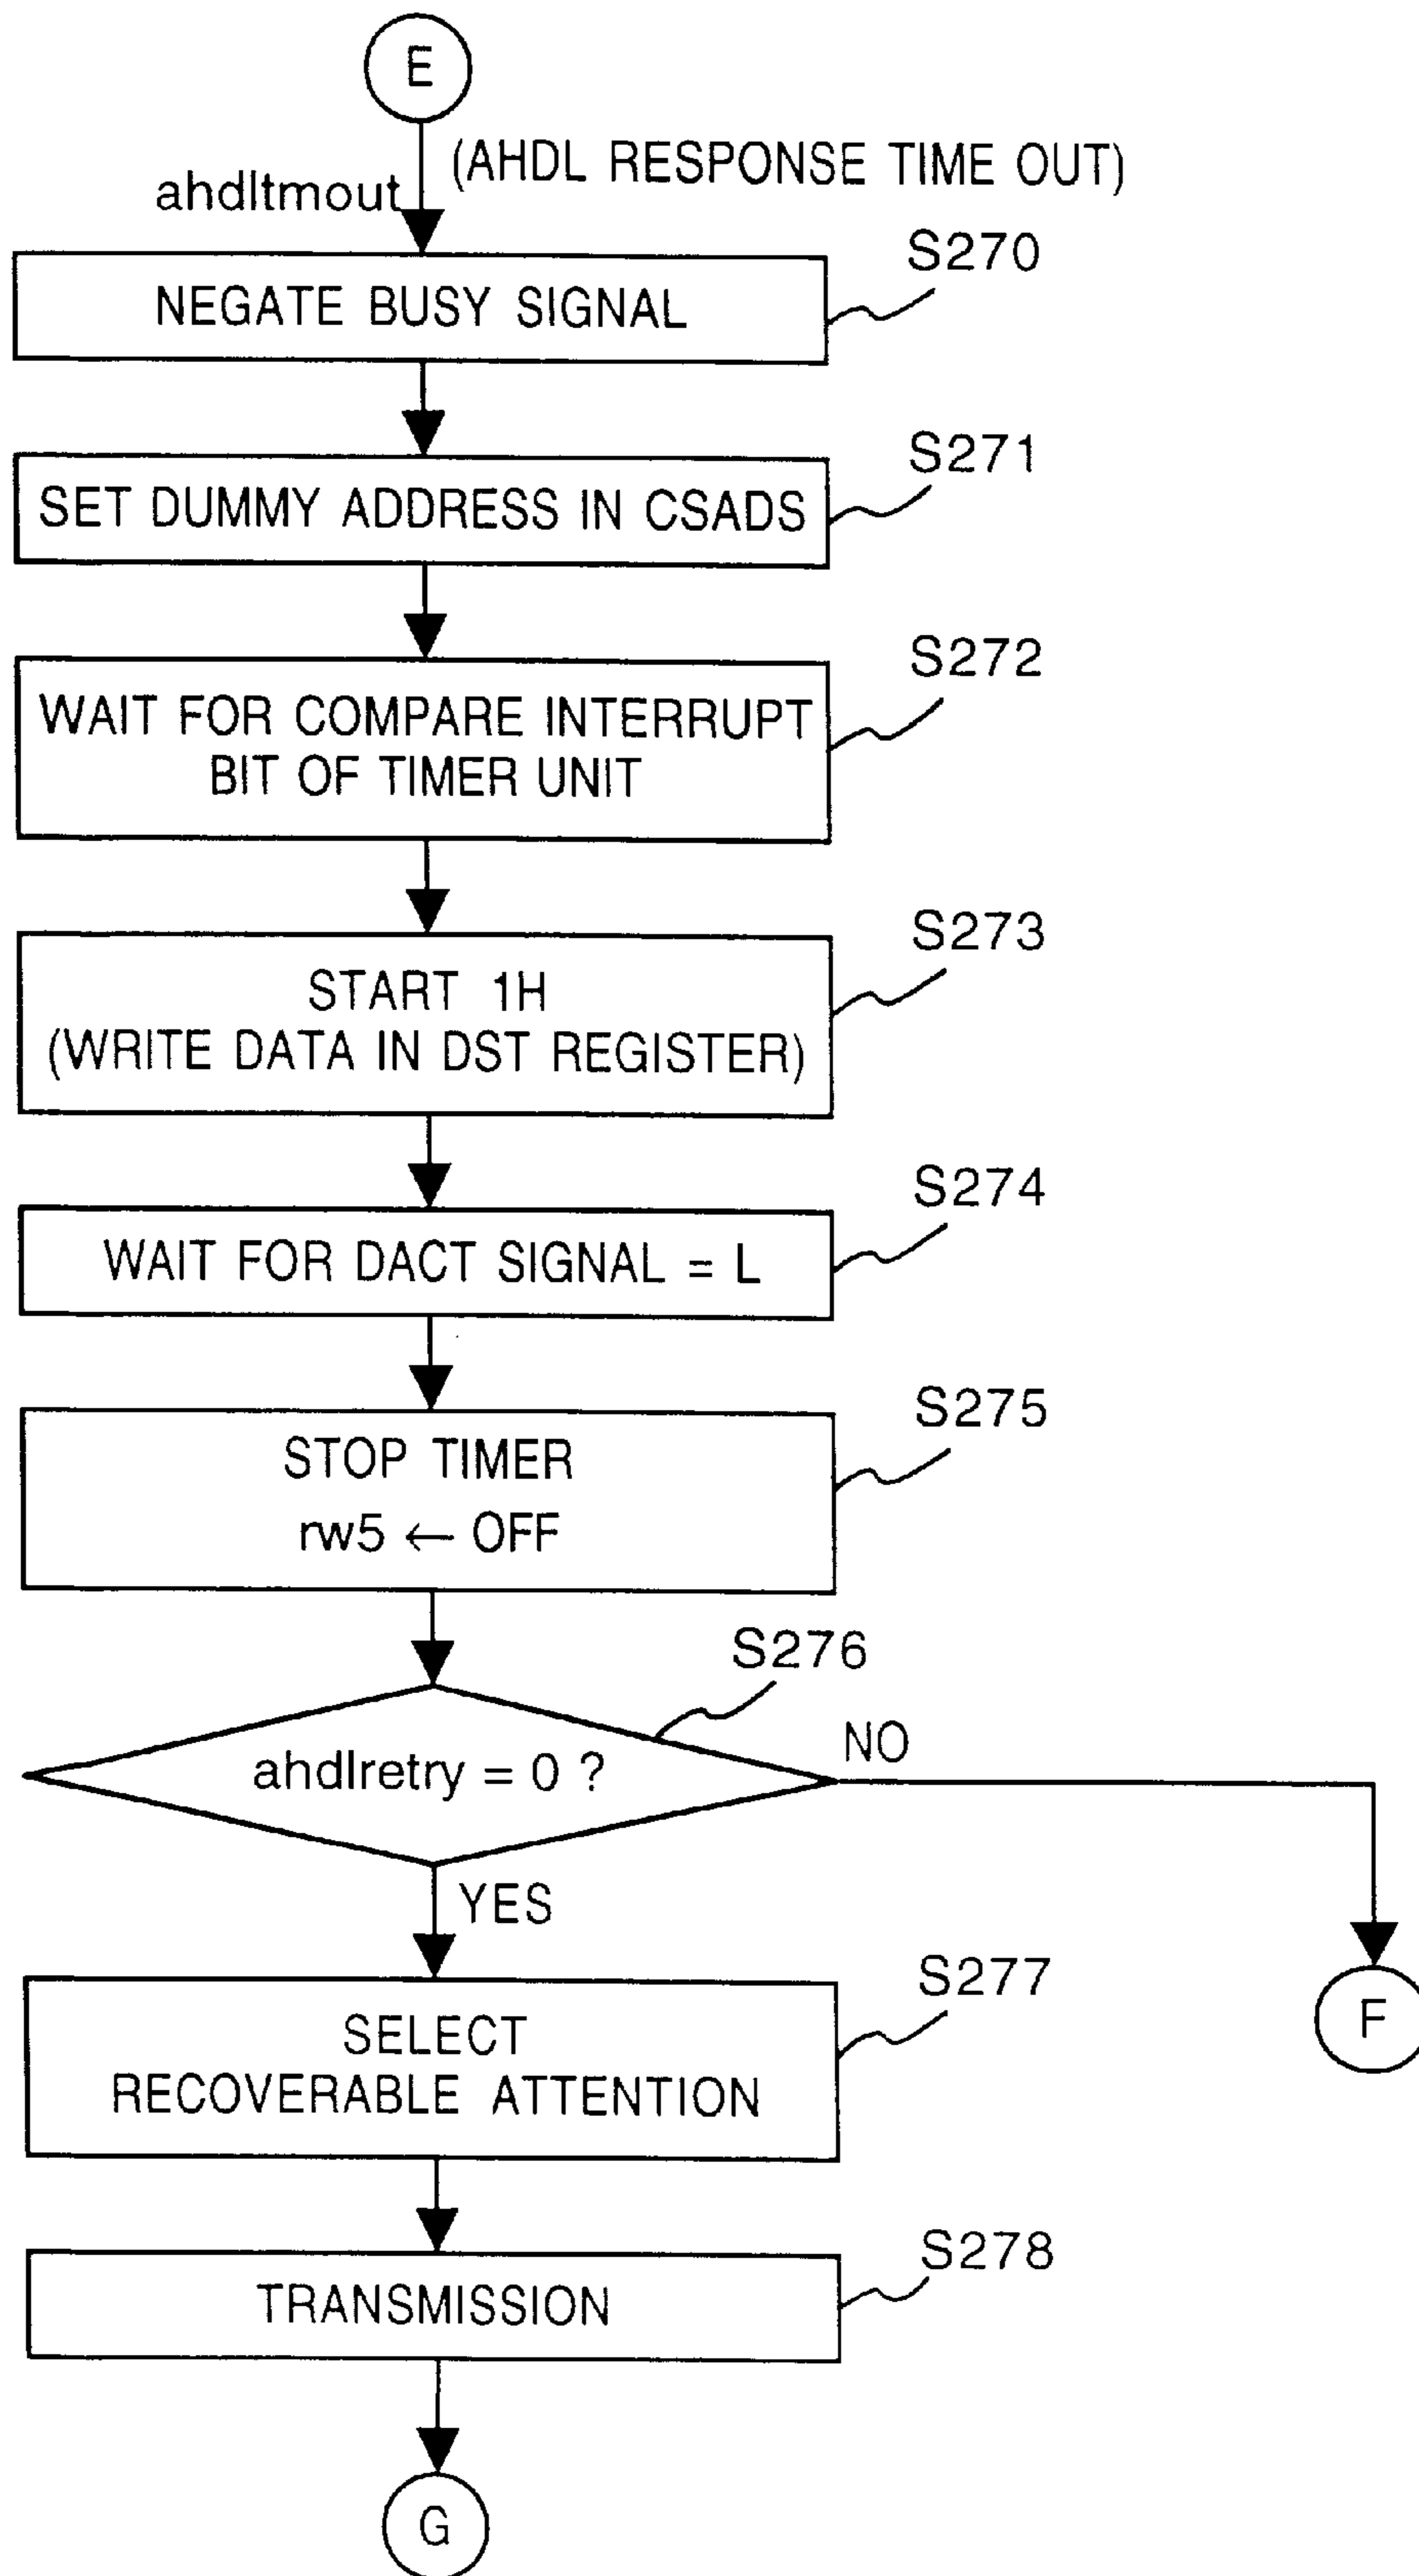 E
(AHDL RESPONSE TIME OUT)
ahdltmout
S270
NEGATE BUSY SIGNAL
S271
SET DUMMY ADDRESS IN CSADS
S272
WAIT FOR COMPARE INTERRUPT
BIT OF TIMER UNIT
S273
START 1H
(WRITE DATA IN DST REGISTER)
S274
WAIT FOR DACT SIGNAL = L
S275
STOP TIMER
rw5 ← OFF
S276
ahdlretry = 0 ?
NO
YES
S277
SELECT
RECOVERABLE ATTENTION
F
S278
TRANSMISSION
G